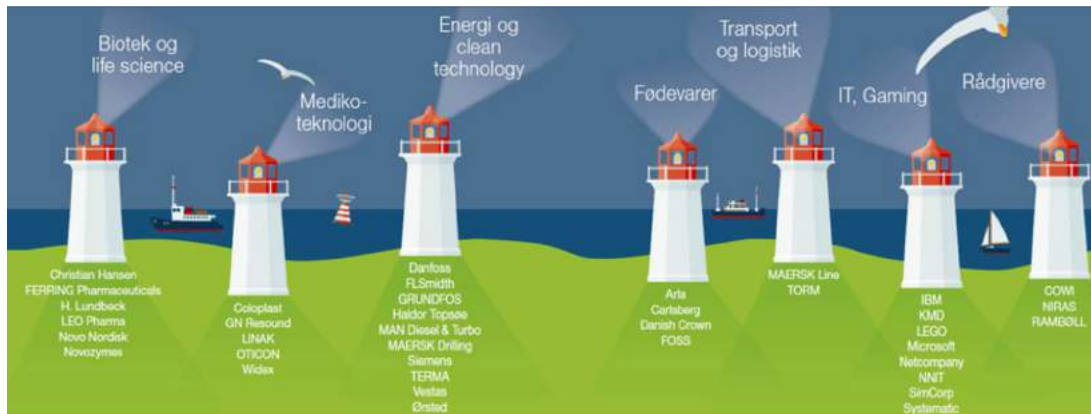 Biotek og
life science
Mediko-
teknologi
Energi og
clean
technology
Fødevarer
Transport
og logistik
IT, Gaming
Rådgivere
Christian Hansen
FERRING Pharmaceuticals
H. Lundbeck
LEO Pharma
Novo Nordisk
Novozymes
Coloplast
GN Resound
LINAK
OTICON
Widex
Danfoss
FLSmidth
GRUNDFOS
Haldor Topsøe
MAN Diesel & Turbo
MAERSK Drilling
Siemens
TERMA
Vestas
Ørsted
Arla
Carlsberg
Danish Crown
FOSS
MAERSK Line
TORM
IBM
KMD
LEGO
Microsoft
Netcompany
NNIT
SimCorp
Systematic
COWI
NIRAS
RAMBØLL